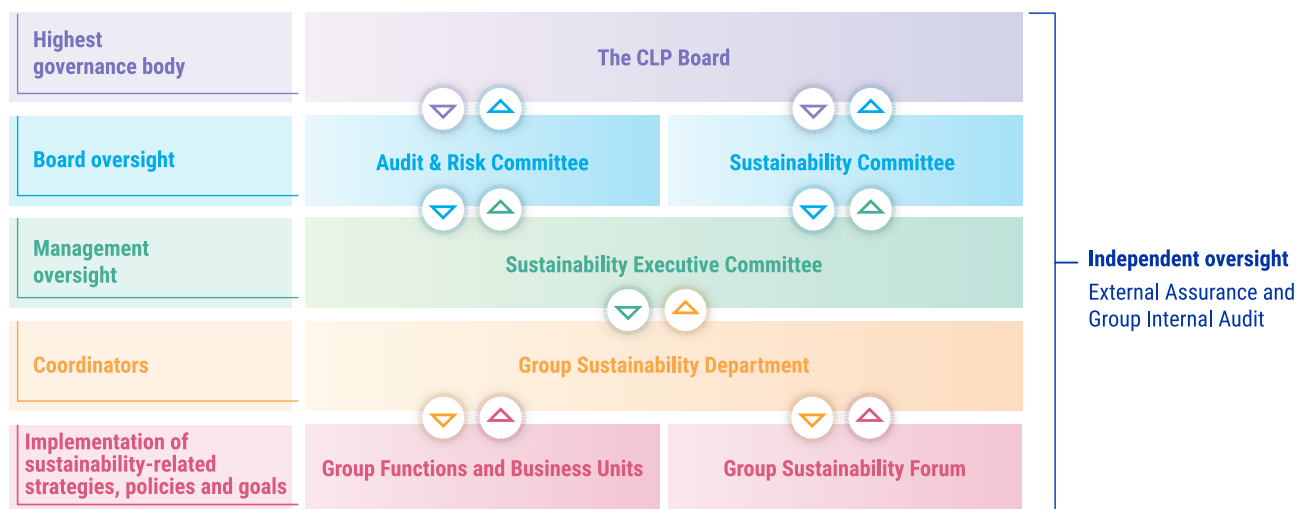 Highest
governance body
The CLP Board
Board oversight
Audit & Risk Committee
Sustainability Committee
Management
oversight
Sustainability Executive Committee
Coordinators
Group Sustainability Department
Implementation of
sustainability-related
strategies, policies and goals
Group Functions and Business Units
Group Sustainability Forum
Independent oversight
External Assurance and
Group Internal Audit